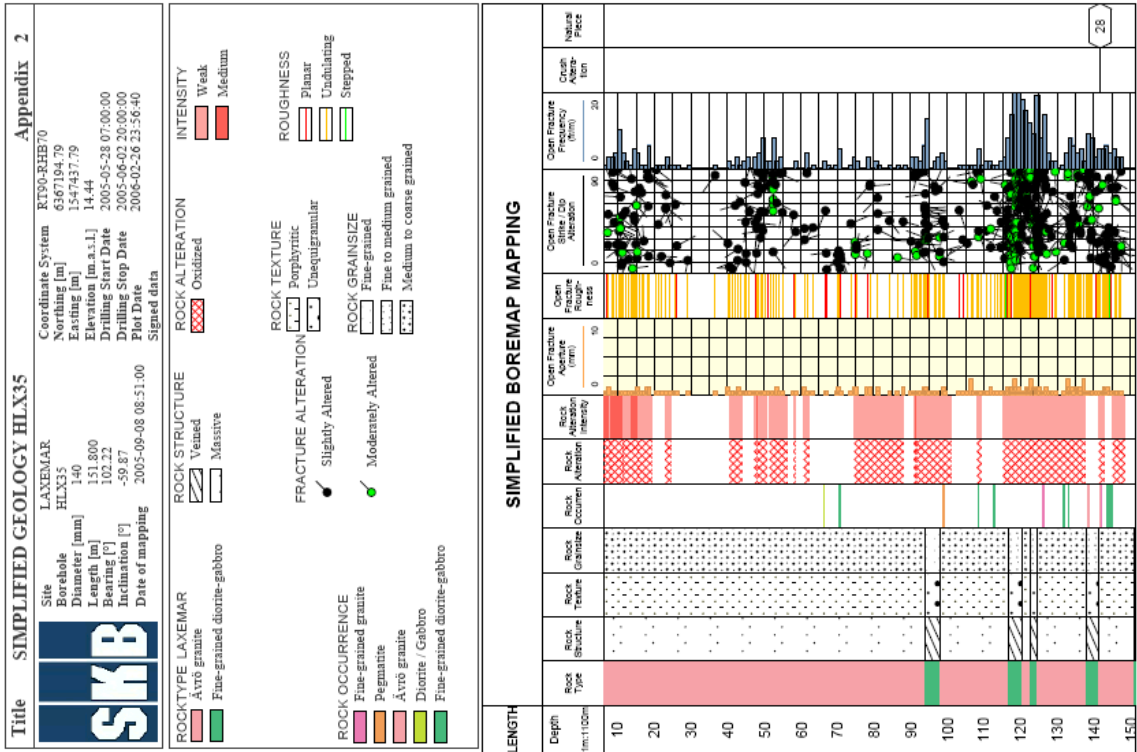 Title SIMPLIFIED GEOLOGY HLX35 Appendix 2
SKB
Site LAXEMAR
Borehole HLX35
Diameter [mm] 140
Length [m] 151.800
Bearing [°] 102.22
Inclination [°] -59.87
Date of mapping 2005-09-08 08:51:00
Coordinate System RT90-RHB70
Northing [m] 6367194.79
Easting [m] 1547437.79
Elevation [m.a.s.l.] 14.44
Drilling Start Date 2005-05-28 07:00:00
Drilling Stop Date 2005-06-02 20:00:00
Plot Date 2006-02-26 23:56:40
Signed data
ROCKTYPE LAXEMAR
Ävrö granite
Fine-grained diorite-gabbro
ROCK OCCURRENCE
Fine-grained granite
Pegmatite
Ävrö granite
Diorite / Gabbro
Fine-grained diorite-gabbro
ROCK STRUCTURE
Veined
Massive
FRACTURE ALTERATION
Slightly Altered
Moderately Altered
ROCK ALTERATION
Oxidized
ROCK TEXTURE
Porphyritic
Unequigranular
ROCK GRAINSIZE
Fine-grained
Fine to medium grained
Medium to coarse grained
INTENSITY
Weak
Medium
ROUGHNESS
Planar
Undulating
Stepped
SIMPLIFIED BOREMAP MAPPING
LENGTH
Depth
1m:1100m
Rock Type
Rock Structure
Rock Texture
Rock Grainsize
Rock Occurren
Rock Alteration
Rock Alteration Intensity
Open Fracture Aperture (mm)
0 10
Open Fracture Rough-ness
Open Fracture Strike / Dip Alteration
0 90
Open Fracture Frequency (fr/m)
0 20
Crush Altera-tion
Natural Piece
10
20
30
40
50
60
70
80
90
100
110
120
130
140
150
28